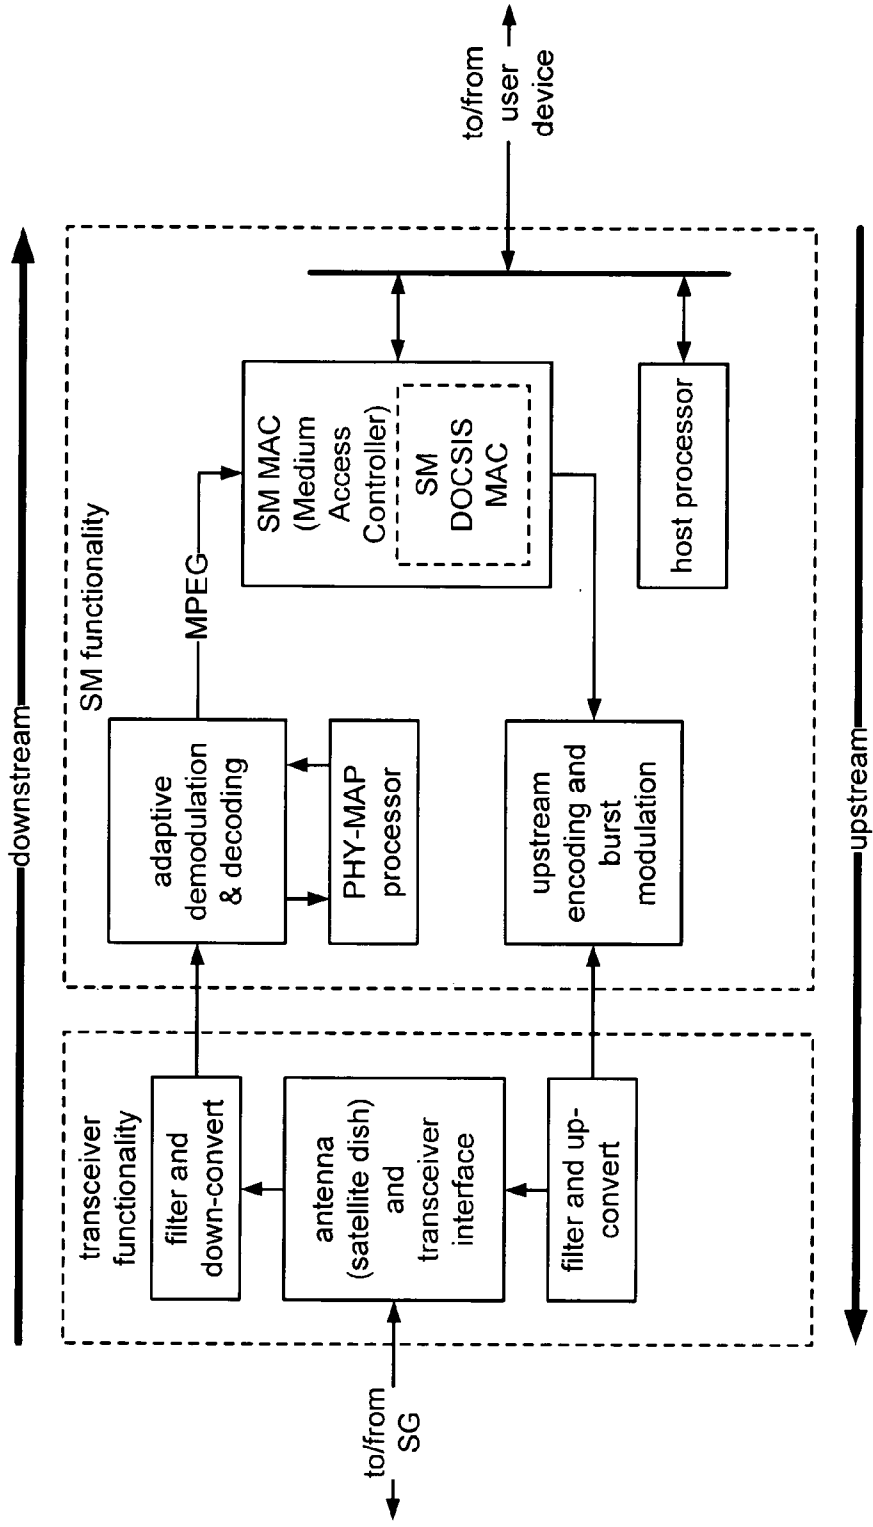 downstream
transceiver
functionality
filter and
down-convert
antenna
(satellite dish)
and
transceiver
interface
filter and up-
convert
to/from
SG
SM functionality
adaptive
demodulation
& decoding
PHY-MAP
processor
MPEG
SM MAC
(Medium
Access
Controller)
SM
DOCSIS
MAC
upstream
encoding and
burst
modulation
host processor
to/from
user
device
upstream